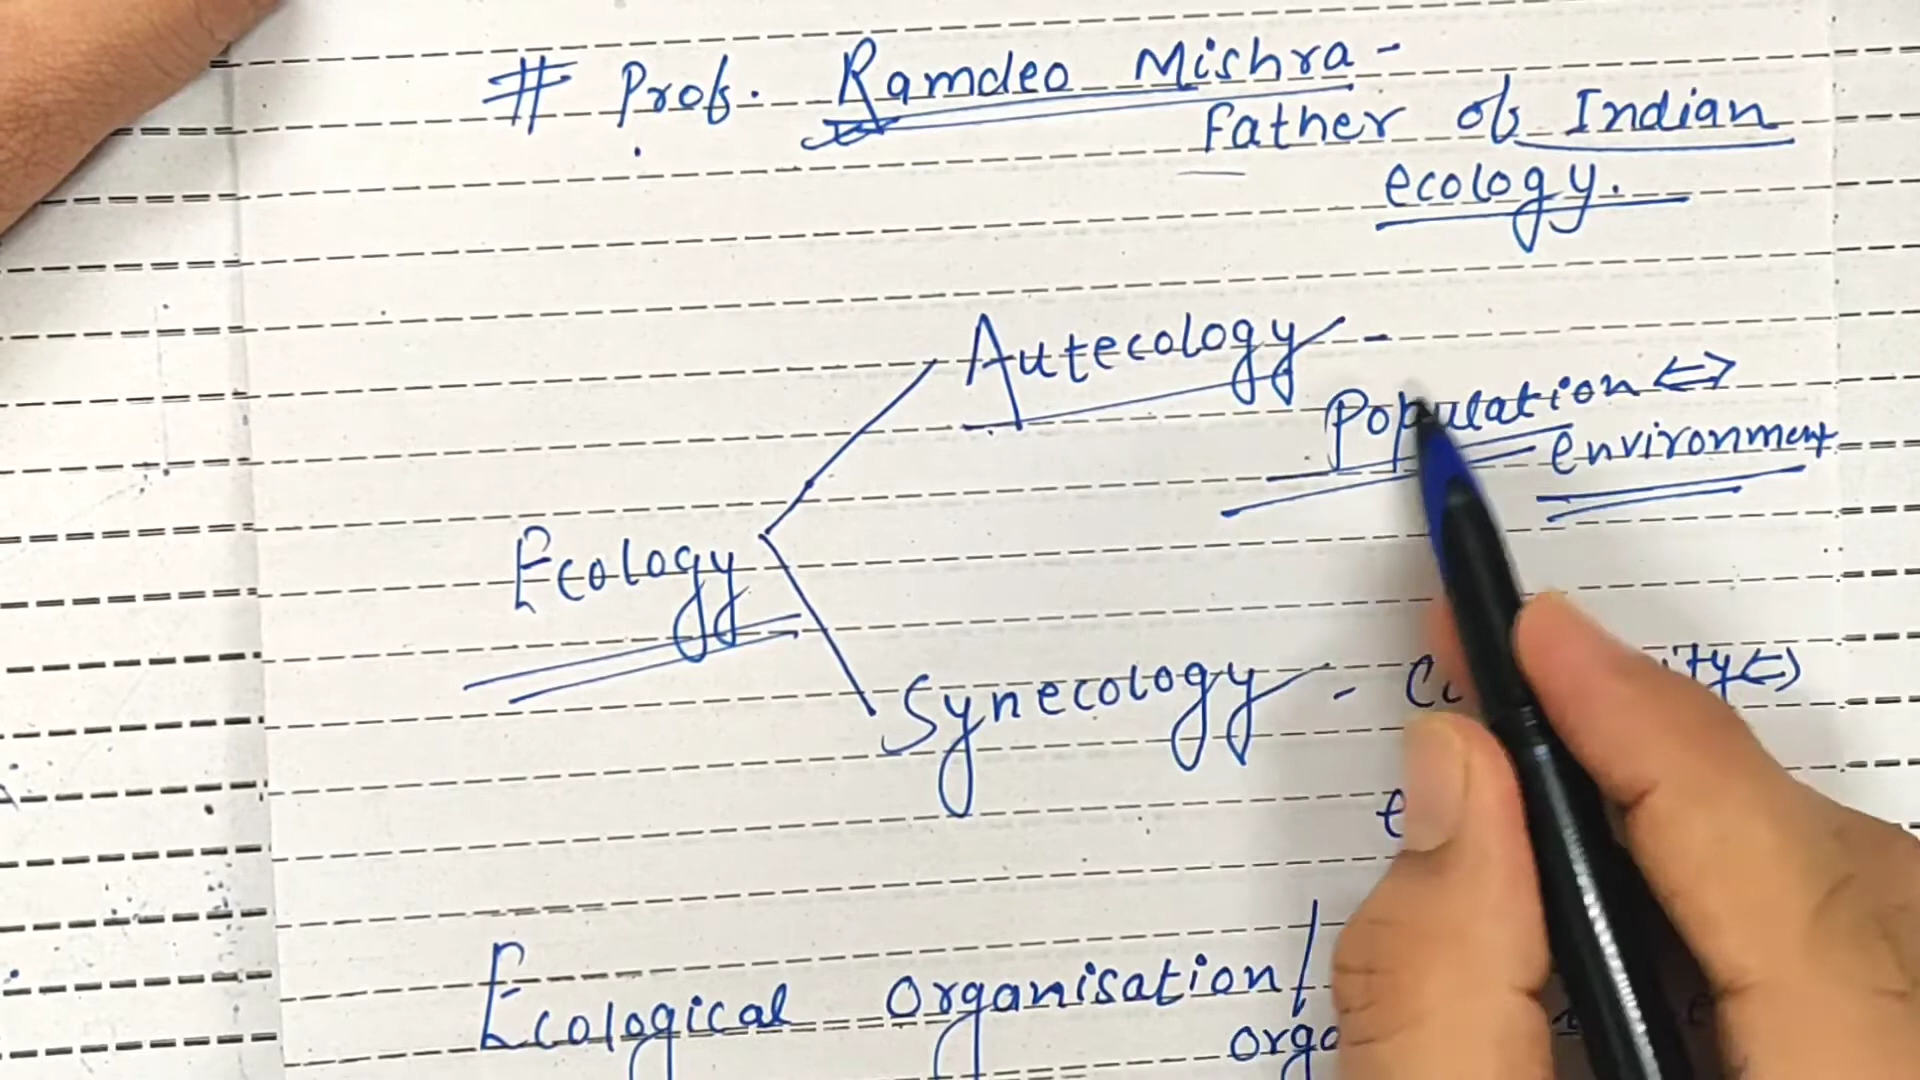 # Prof. Ramdeo Mishra -
Father of Indian
ecology.
Autecology -
Population ⇔
environment
Ecology
Synecology -
Ecological organisation/